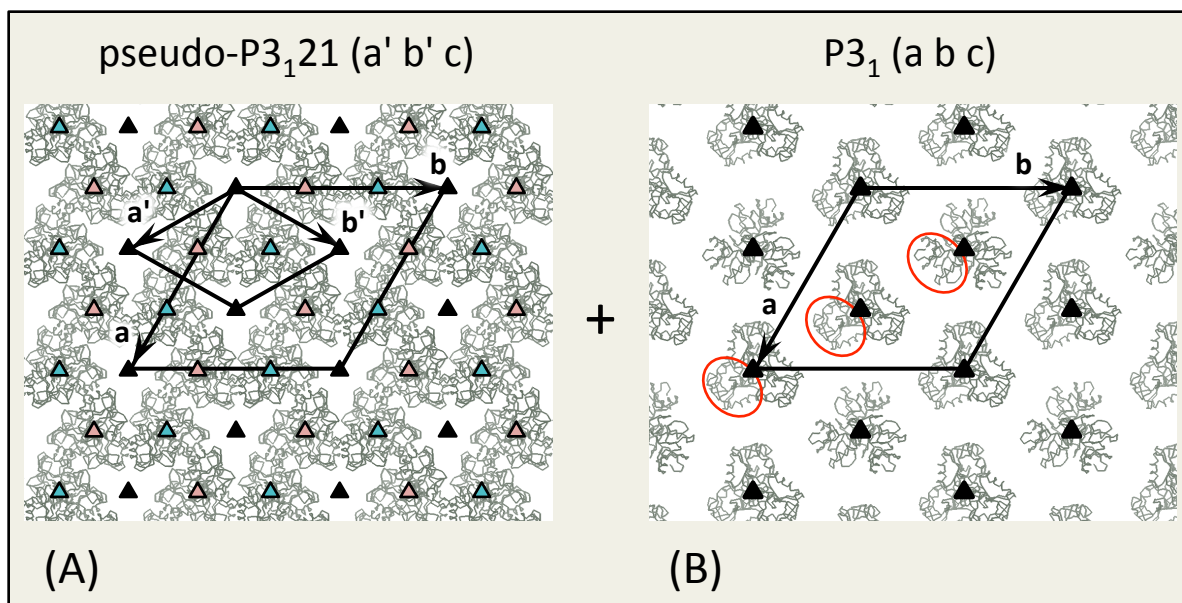 pseudo-P3₁21 (a' b' c)
P3₁ (a b c)
b
a'
b'
a
+
b
a
(A)
(B)